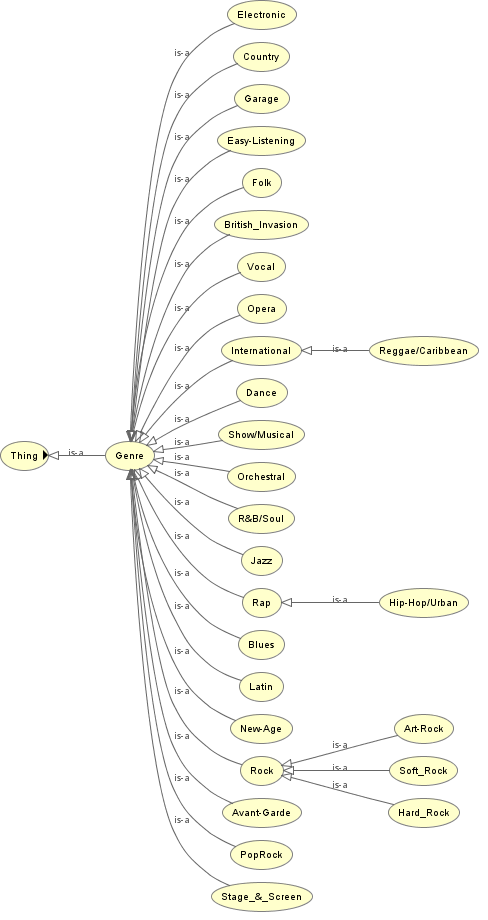 Electronic
is-a
Country
is-a
Garage
is-a
Easy-Listening
is-a
Folk
is-a
British_Invasion
is-a
Vocal
is-a
Opera
is-a
International
is-a
Reggae/Caribbean
is-a
Dance
is-a
Show/Musical
is-a
Thing
is-a
Genre
is-a
Orchestral
is-a
R&B/Soul
is-a
Jazz
is-a
Rap
is-a
Hip-Hop/Urban
is-a
Blues
is-a
Latin
is-a
New-Age
Art-Rock
is-a
is-a
Rock
is-a
Soft_Rock
is-a
is-a
Avant-Garde
Hard_Rock
is-a
PopRock
Stage_&_Screen